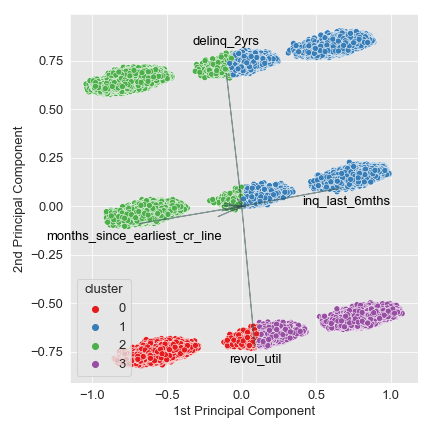 delinq_2yrs
0.75
0.50
0.25
0.00
−0.25
−0.50
−0.75
2nd Principal Component
inq_last_6mths
months_since_earliest_cr_line
cluster
0
1
2
3
revol_util
−1.0
−0.5
0.0
0.5
1.0
1st Principal Component